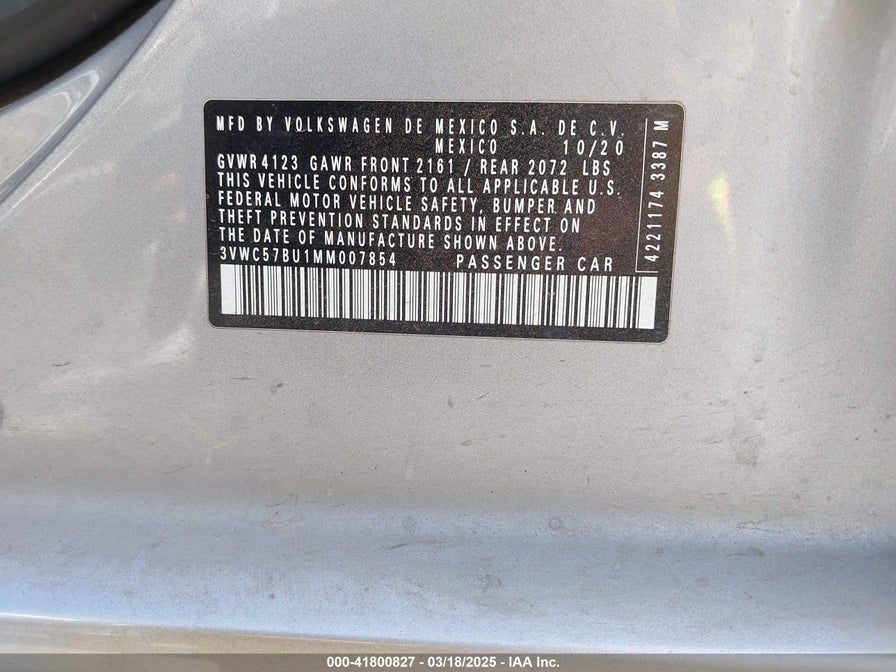 MFD BY VOLKSWAGEN DE MEXICO S.A. DE C.V.
MEXICO 10/20
GVWR 4123 GAWR FRONT 2161 / REAR 2072 LBS
THIS VEHICLE CONFORMS TO ALL APPLICABLE U.S.
FEDERAL MOTOR VEHICLE SAFETY, BUMPER AND
THEFT PREVENTION STANDARDS IN EFFECT ON
THE DATE OF MANUFACTURE SHOWN ABOVE.
3VWC57BU1MM007854 PASSENGER CAR
4221174 3387 M
000-41800827 - 03/18/2025 - IAA Inc.